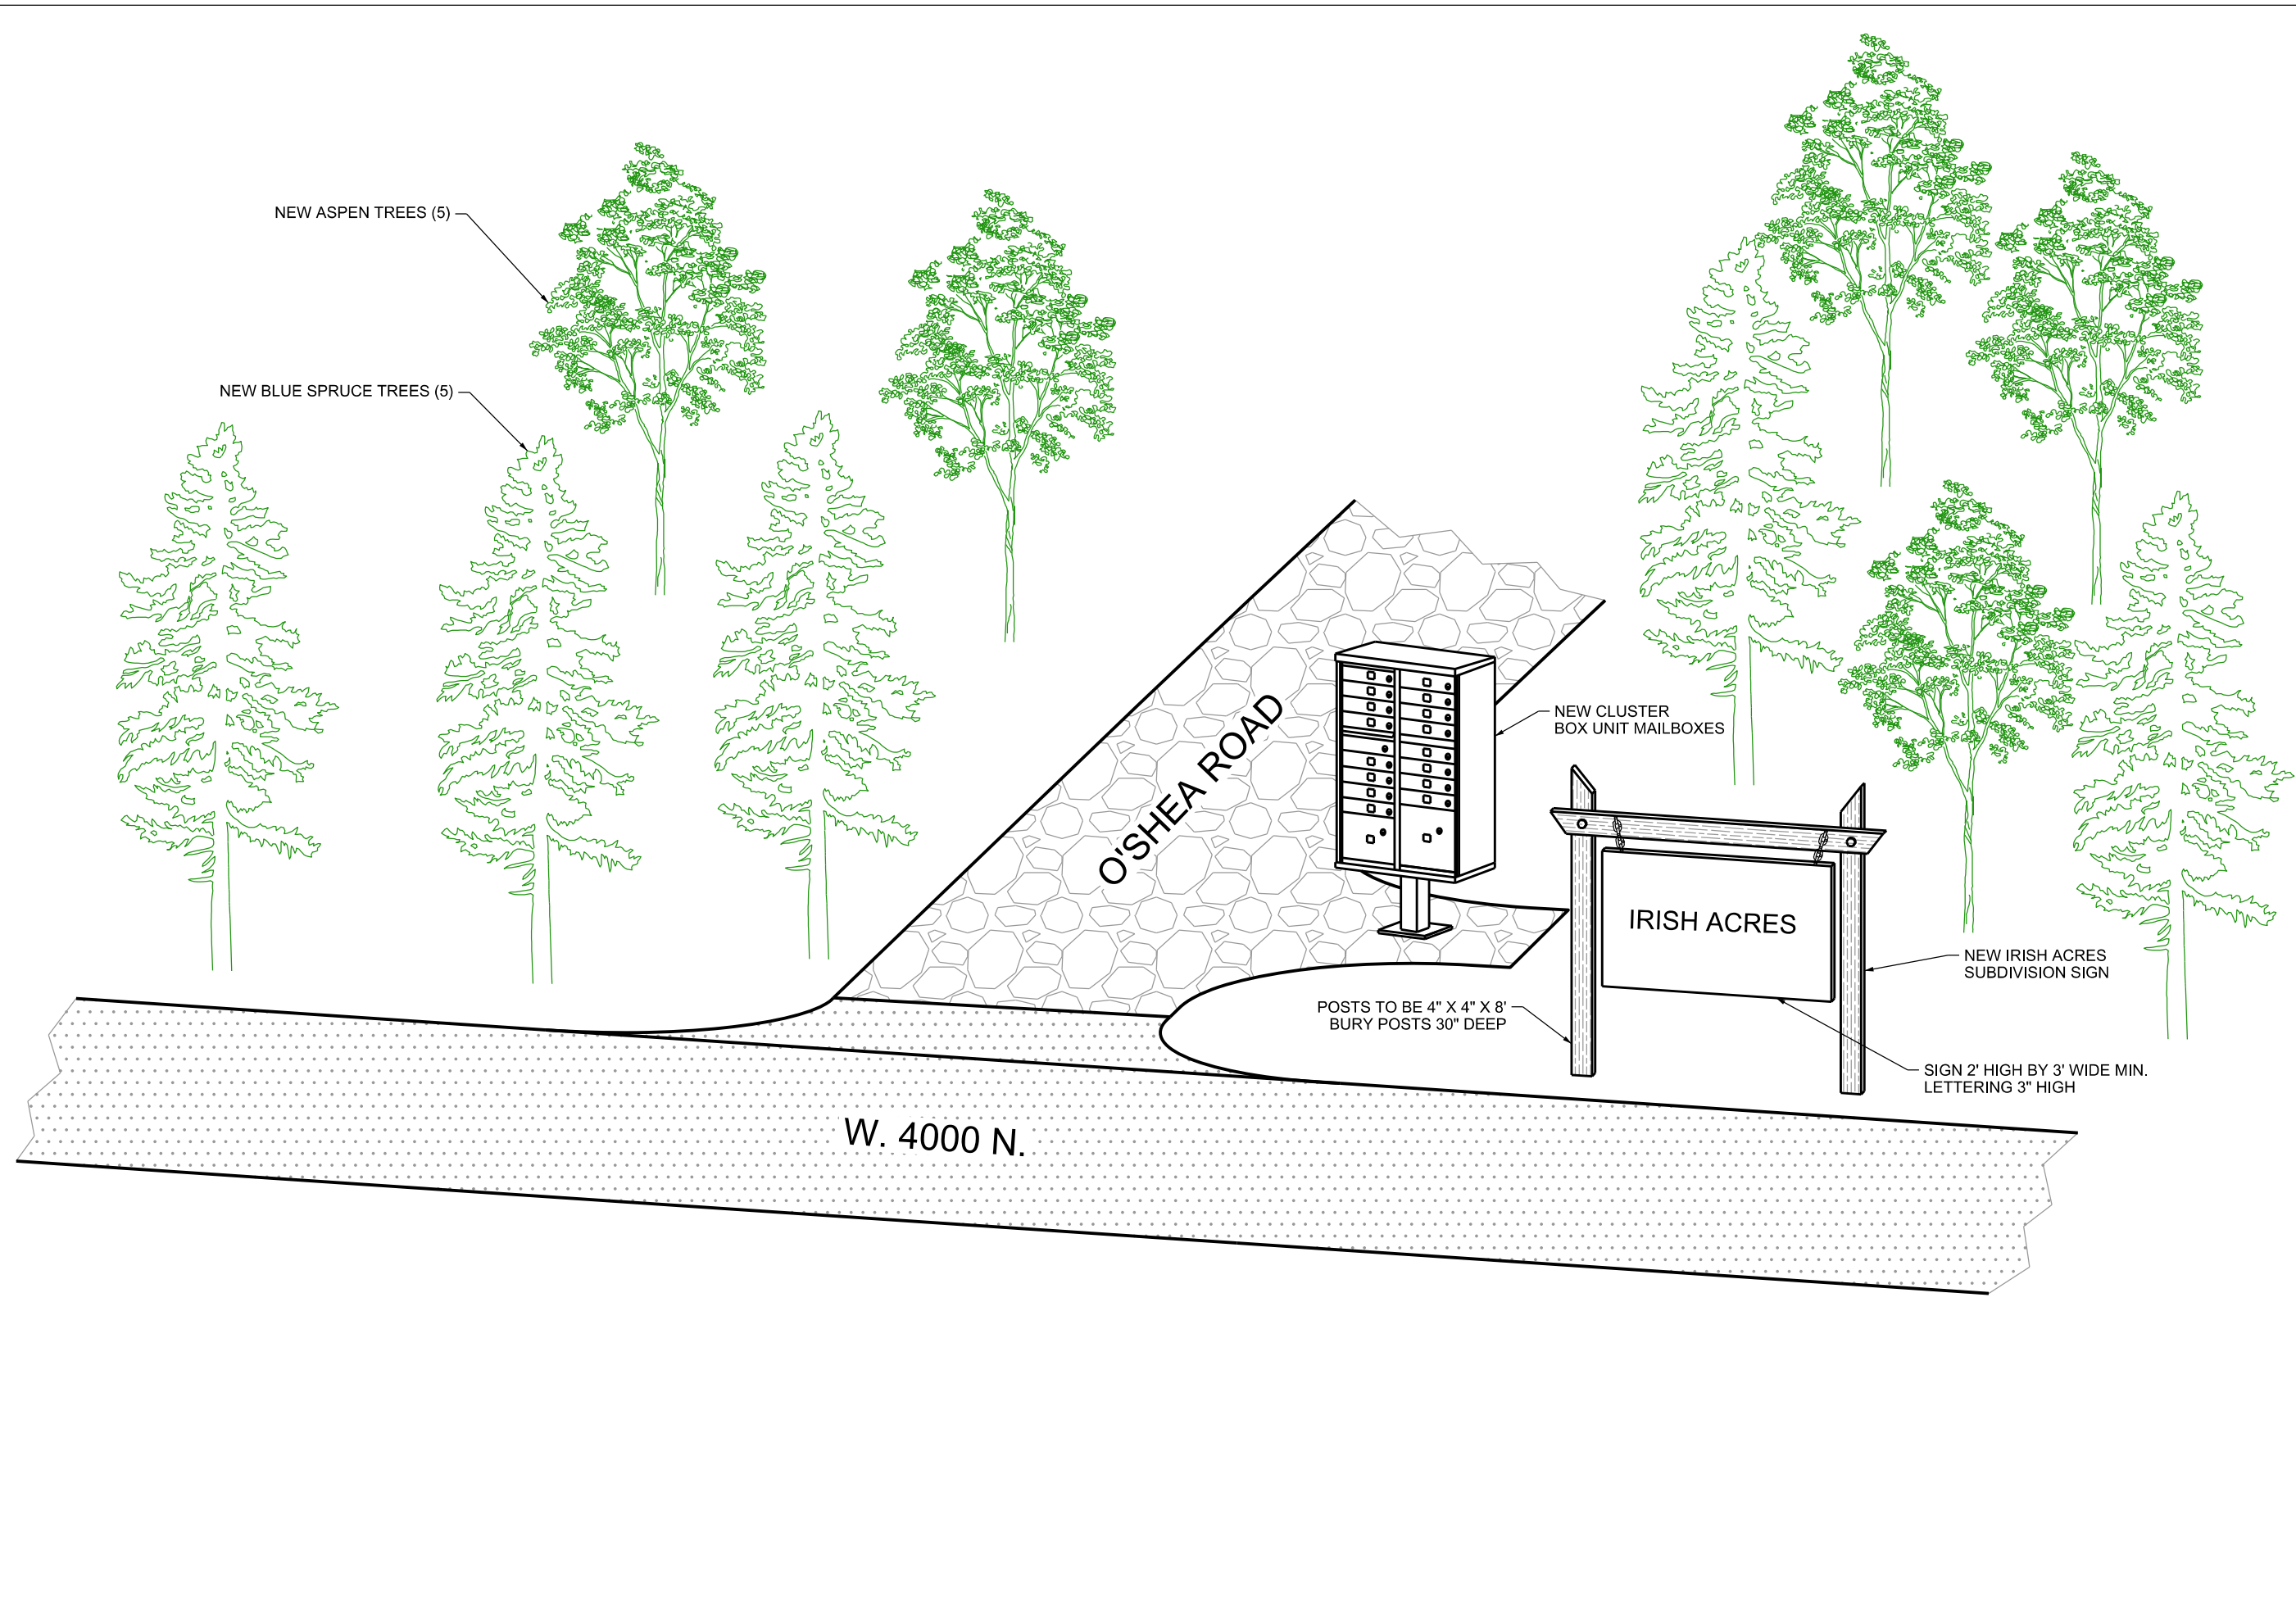 NEW ASPEN TREES (5)
NEW BLUE SPRUCE TREES (5)
O'SHEA ROAD
NEW CLUSTER
BOX UNIT MAILBOXES
IRISH ACRES
NEW IRISH ACRES
SUBDIVISION SIGN
POSTS TO BE 4" X 4" X 8'
BURY POSTS 30" DEEP
SIGN 2' HIGH BY 3' WIDE MIN.
LETTERING 3" HIGH
W. 4000 N.